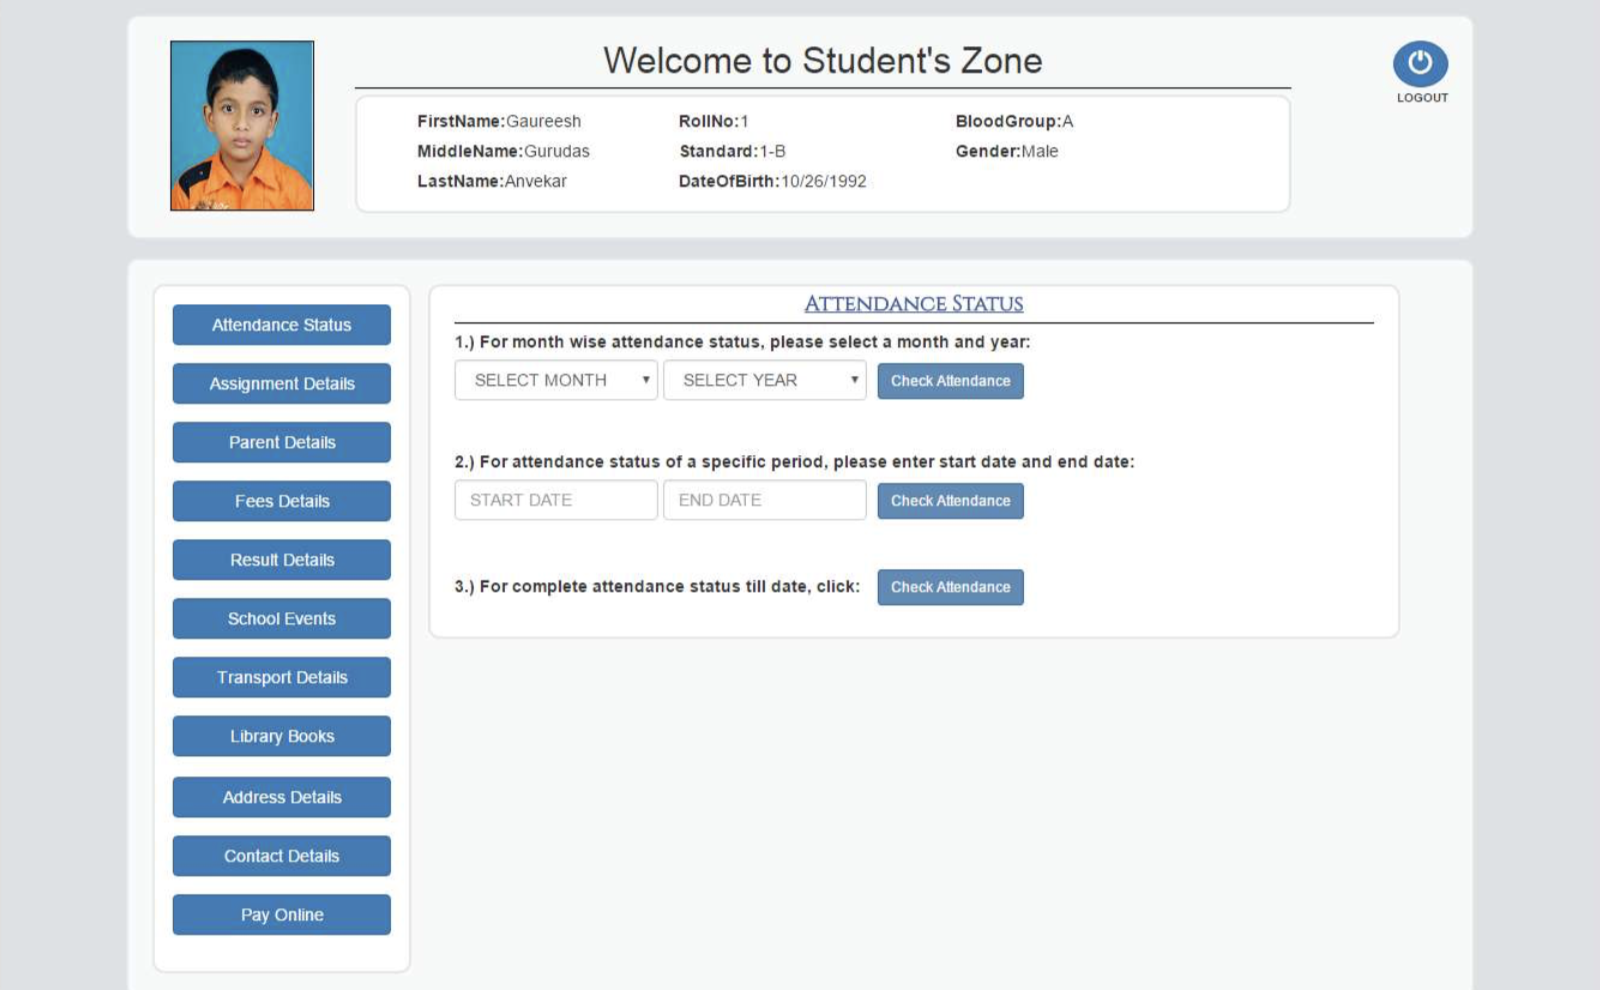 Welcome to Student's Zone
LOGOUT
FirstName:Gaureesh
RollNo:1
BloodGroup:A
MiddleName:Gurudas
Standard:1-B
Gender:Male
LastName:Anvekar
DateOfBirth:10/26/1992
Attendance Status
Assignment Details
Parent Details
Fees Details
Result Details
School Events
Transport Details
Library Books
Address Details
Contact Details
Pay Online
ATTENDANCE STATUS
1.) For month wise attendance status, please select a month and year:
SELECT MONTH
SELECT YEAR
Check Attendance
2.) For attendance status of a specific period, please enter start date and end date:
START DATE
END DATE
Check Attendance
3.) For complete attendance status till date, click:
Check Attendance